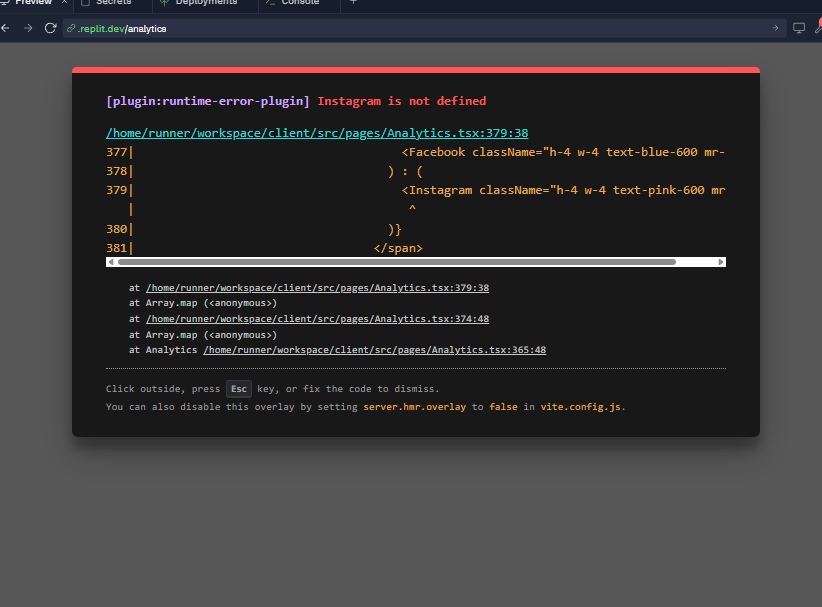 Preview Secrets Deployments Console
.replit.dev/analytics
[plugin:runtime-error-plugin] Instagram is not defined
/home/runner/workspace/client/src/pages/Analytics.tsx:379:38
377| <Facebook className="h-4 w-4 text-blue-600 mr-
378| ) : (
379| <Instagram className="h-4 w-4 text-pink-600 mr
| ^
380| )}
381| </span>
at /home/runner/workspace/client/src/pages/Analytics.tsx:379:38
at Array.map (<anonymous>)
at /home/runner/workspace/client/src/pages/Analytics.tsx:374:48
at Array.map (<anonymous>)
at Analytics /home/runner/workspace/client/src/pages/Analytics.tsx:365:48
Click outside, press Esc key, or fix the code to dismiss.
You can also disable this overlay by setting server.hmr.overlay to false in vite.config.js.